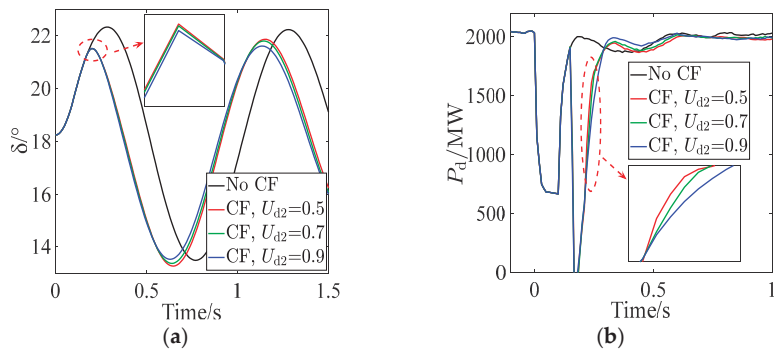 22
20
18
16
14
δ/°
No CF
CF, Ud2=0.5
CF, Ud2=0.7
CF, Ud2=0.9
0 0.5 1 1.5
Time/s
(a)
2000
1500
1000
500
0
Pd/MW
No CF
CF, Ud2=0.5
CF, Ud2=0.7
CF, Ud2=0.9
0 0.5 1
Time/s
(b)